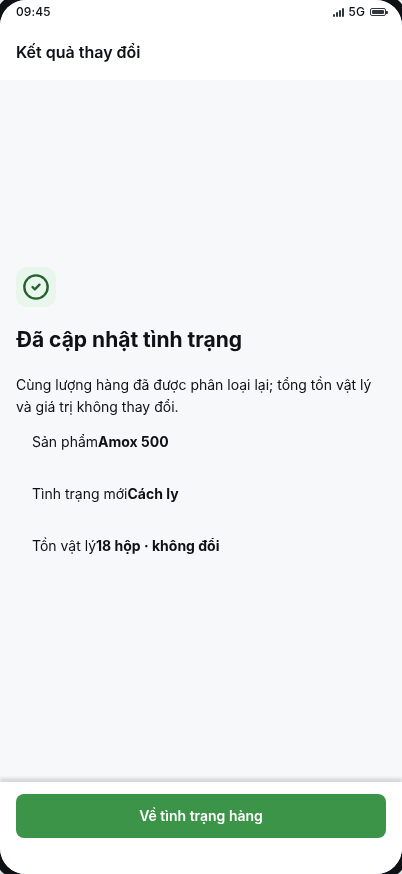 09:45 5G
Kết quả thay đổi
Đã cập nhật tình trạng
Cùng lượng hàng đã được phân loại lại; tổng tồn vật lý
và giá trị không thay đổi.
Sản phẩmAmox 500
Tình trạng mớiCách ly
Tồn vật lý18 hộp · không đổi
Về tình trạng hàng